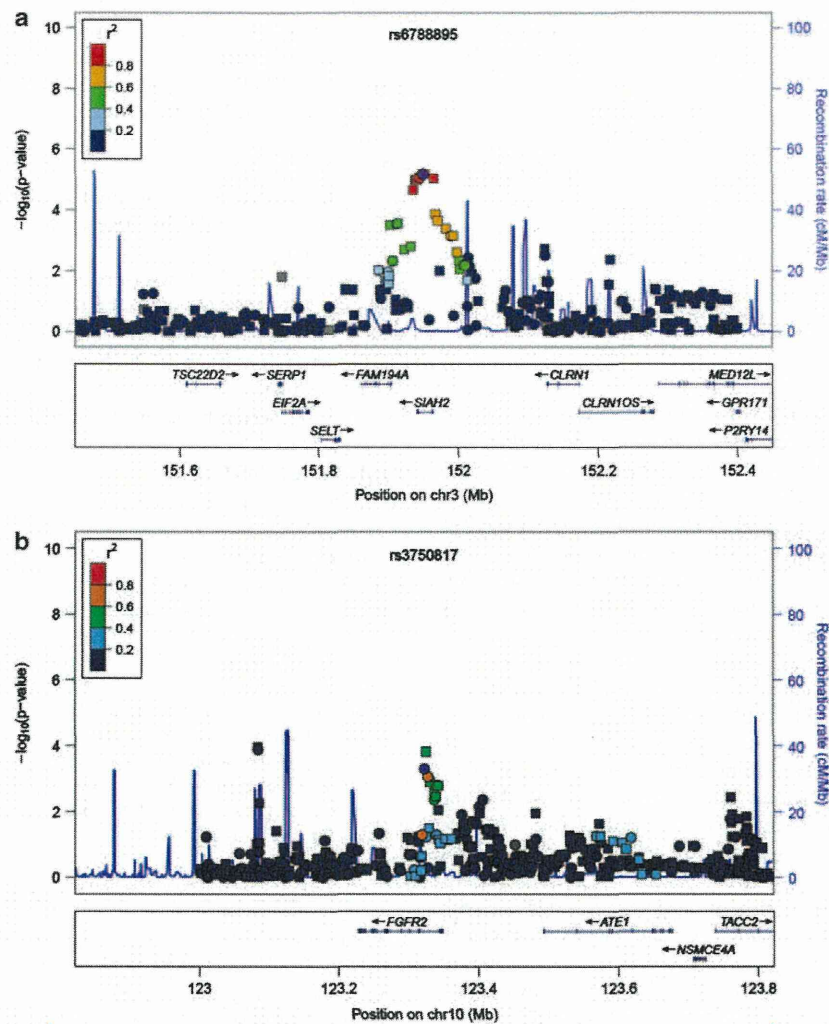 a
rs6788895
r2
0.8
0.6
0.4
0.2
10
8
6
4
2
0
−log10(p-value)
100
80
60
40
20
0
Recombination rate (cM/Mb)
TSC22D2→ ←SERP1 ←FAM194A ←CLRN1 MED12L→
EIF2A→ ←SIAH2 CLRN1OS→ ←GPR171
SELT→ ←P2RY14
151.6 151.8 152 152.2 152.4
Position on chr3 (Mb)
b
rs3750817
r2
0.8
0.6
0.4
0.2
10
8
6
4
2
0
−log10(p-value)
100
80
60
40
20
0
Recombination rate (cM/Mb)
←FGFR2 ←ATE1 TACC2→
←NSMCE4A
123 123.2 123.4 123.6 123.8
Position on chr10 (Mb)